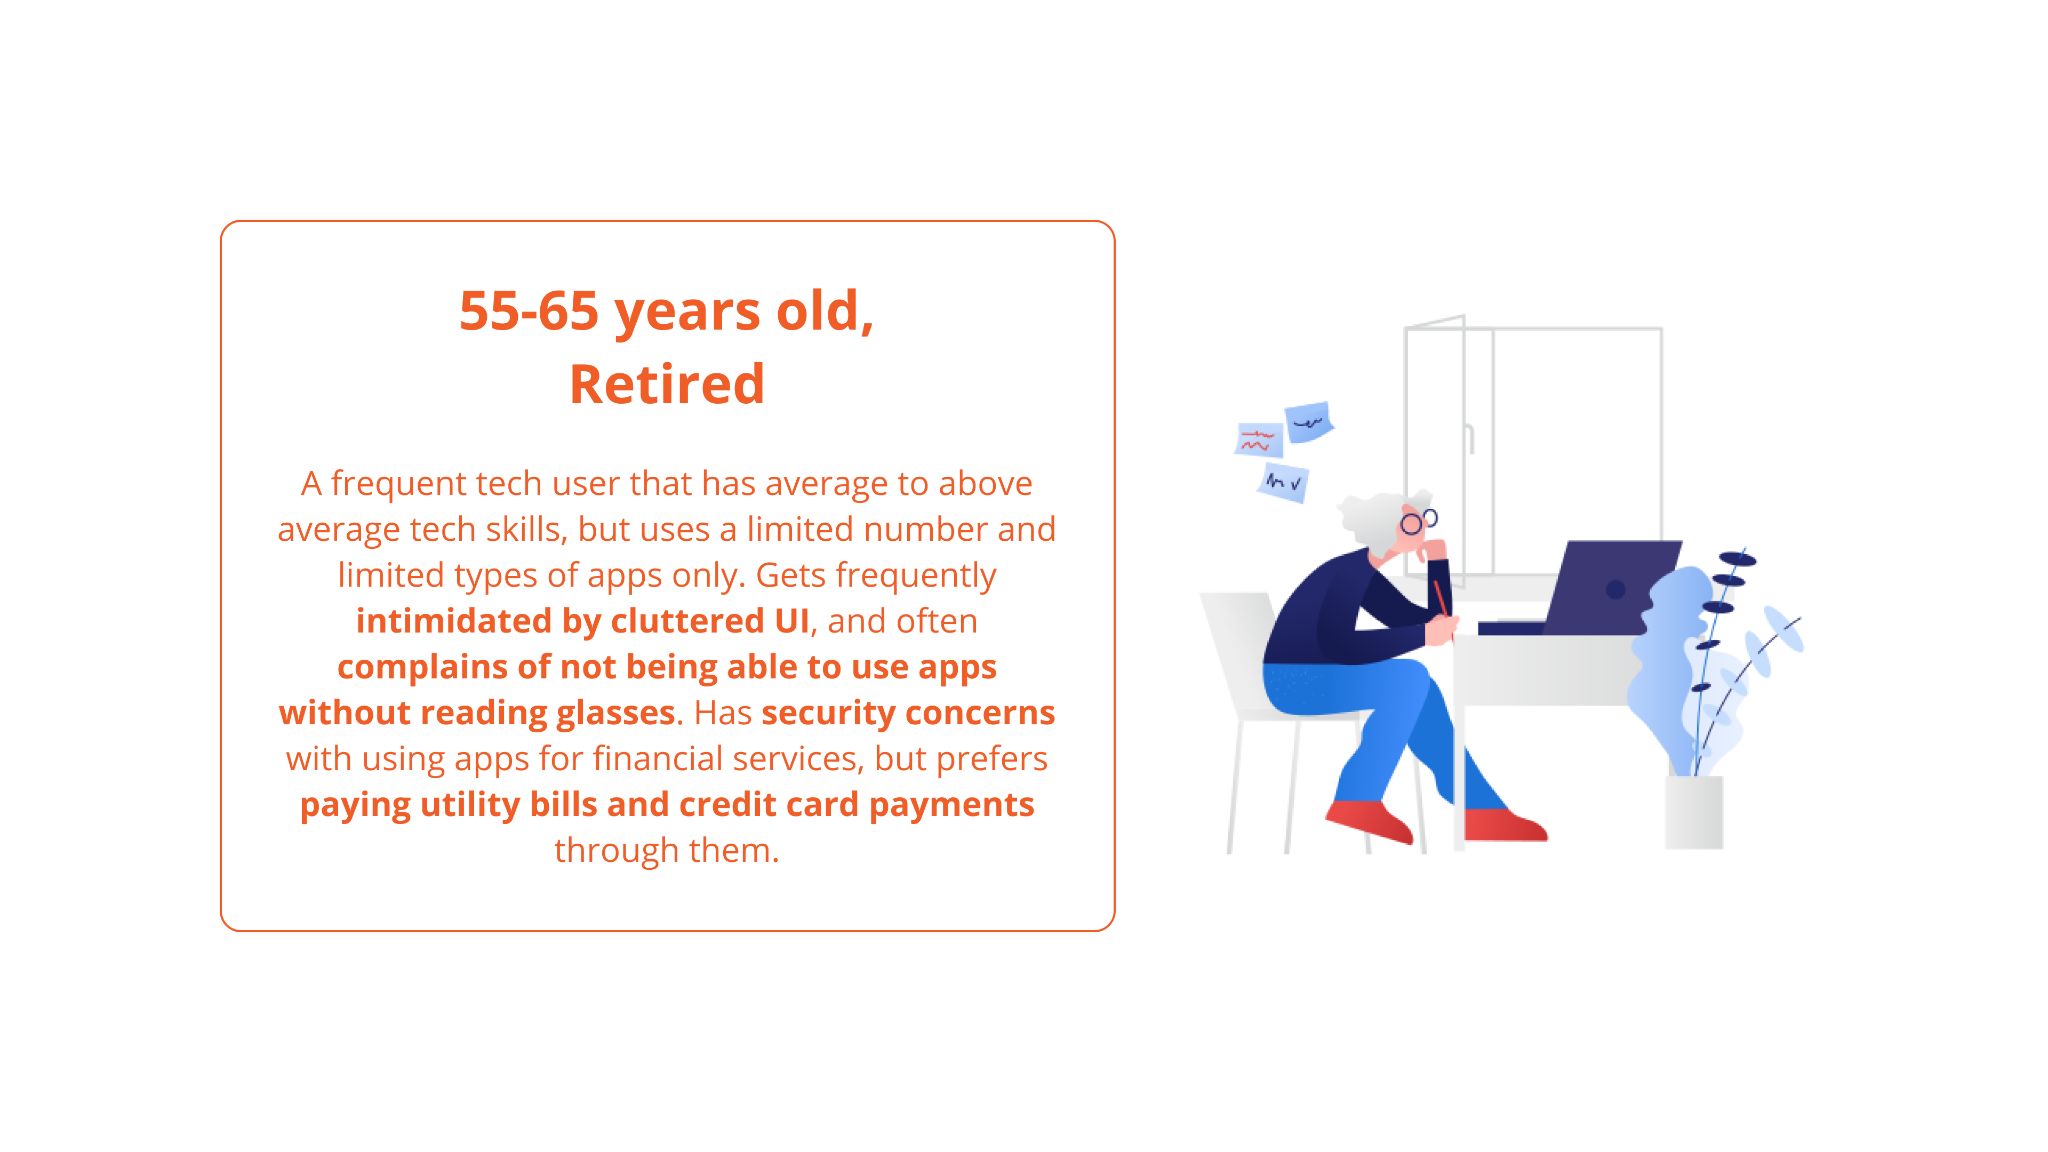 55-65 years old,
Retired
A frequent tech user that has average to above
average tech skills, but uses a limited number and
limited types of apps only. Gets frequently
intimidated by cluttered UI, and often
complains of not being able to use apps
without reading glasses. Has security concerns
with using apps for financial services, but prefers
paying utility bills and credit card payments
through them.